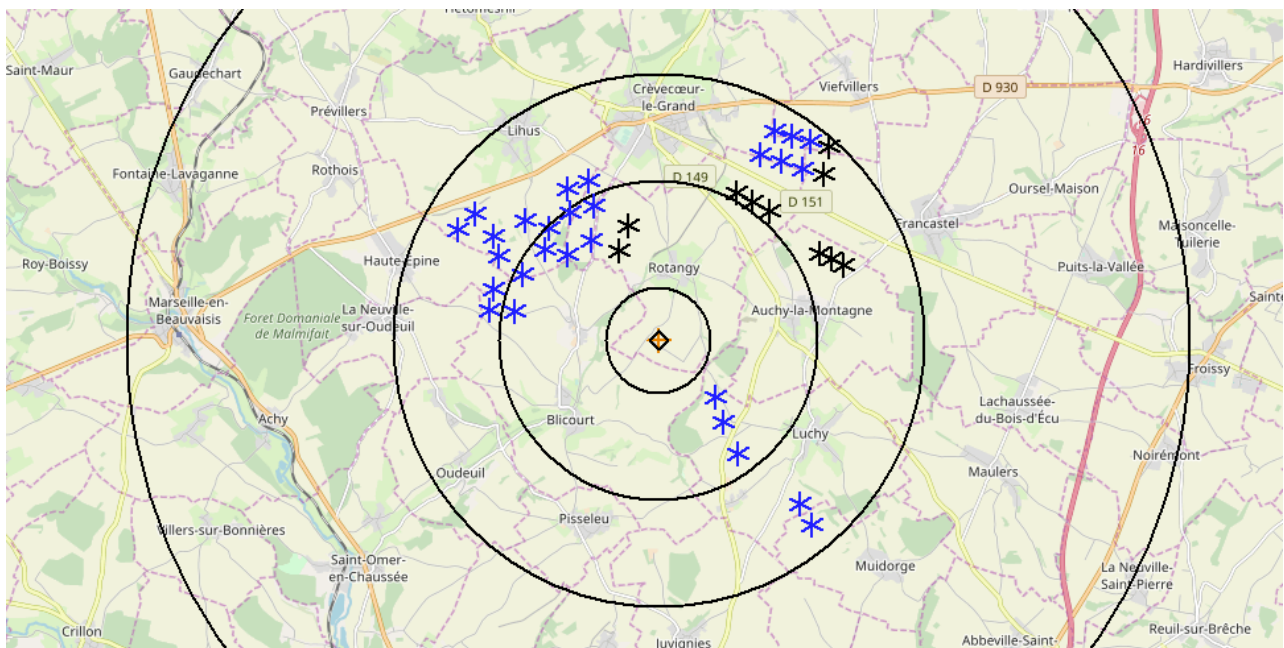 Hétomesnil
Saint-Maur
Gaudechart
Hardivillers
Crèvecœur-
le-Grand
Viefvillers
D 930
Prévillers
Lihus
16
16
Fontaine-Lavaganne
Rothois
D 149
Oursel-Maison
D 151
Francastel
Maisoncelle-
Tuilerie
Roy-Boissy
Haute-Épine
Rotangy
Puits-la-Vallée
Marseille-en-
Beauvaisis
La Neuville-
sur-Oudeuil
Foret Domaniale
de Malmifait
Auchy-la-Montagne
Froissy
Achy
Blicourt
Lachaussée-
du-Bois-d'Écu
Luchy
Noirémont
Oudeuil
Maulers
Pisseleu
Villers-sur-Bonnières
Saint-Omer-
en-Chaussée
Muidorge
La Neuville-
Saint-Pierre
Crillon
Juvignies
Abbeville-Saint-
Reuil-sur-Brêche